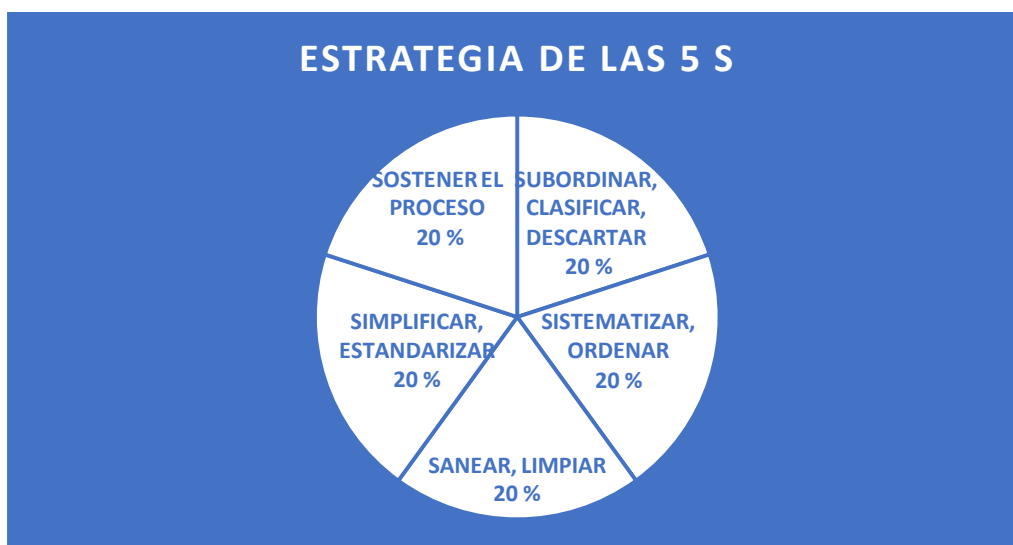 ESTRATEGIA DE LAS 5 S
SUBORDINAR,
CLASIFICAR,
DESCARTAR
20 %
SISTEMATIZAR,
ORDENAR
20 %
SANEAR, LIMPIAR
20 %
SIMPLIFICAR,
ESTANDARIZAR
20 %
SOSTENER EL
PROCESO
20 %